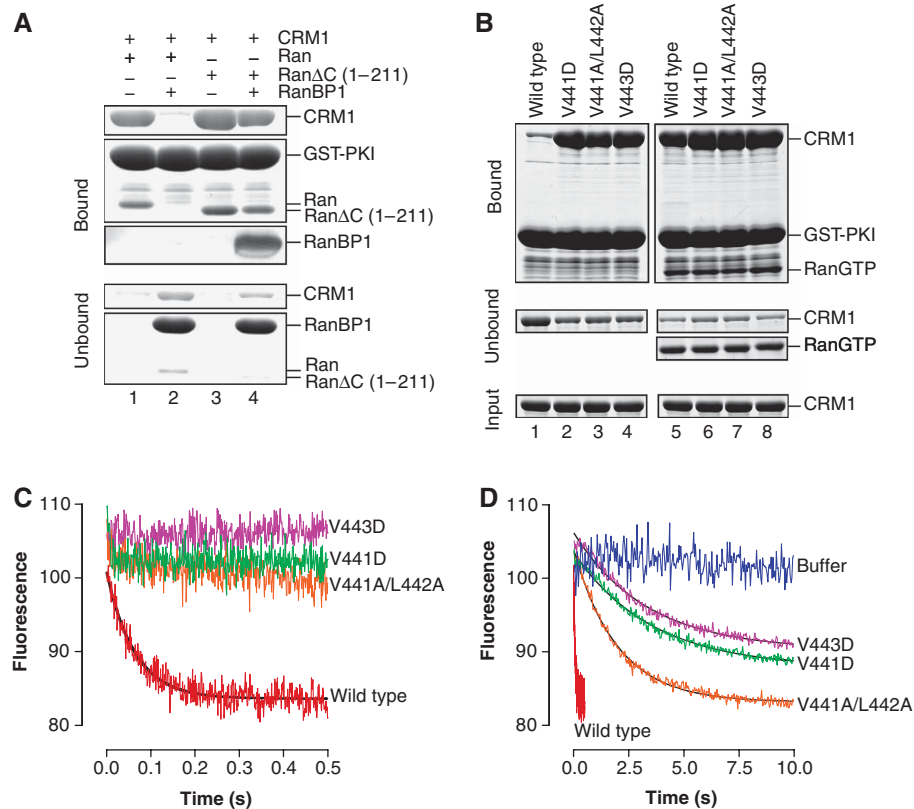 A
+ + + + CRM1
+ + – – Ran
– – + + RanΔC (1–211)
– + – + RanBP1
Bound
CRM1
GST-PKI
Ran
RanΔC (1–211)
RanBP1
Unbound
CRM1
RanBP1
Ran
RanΔC (1–211)
1 2 3 4
B
Wild type
V441D
V441A/L442A
V443D
Wild type
V441D
V441A/L442A
V443D
Bound
CRM1
GST-PKI
RanGTP
Unbound
CRM1
RanGTP
Input
CRM1
1 2 3 4 5 6 7 8
C
Fluorescence
110
100
90
80
V443D
V441D
V441A/L442A
Wild type
0.0 0.1 0.2 0.3 0.4 0.5
Time (s)
D
Fluorescence
110
100
90
80
Buffer
V443D
V441D
V441A/L442A
Wild type
0.0 2.5 5.0 7.5 10.0
Time (s)